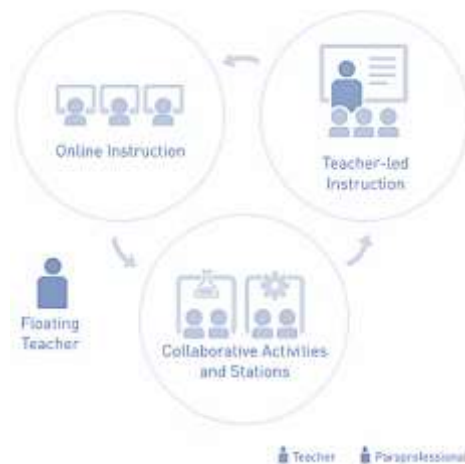 Online Instruction
Teacher-led
Instruction
Floating
Teacher
Collaborative Activities
and Stations
Teacher
Paraprofessional